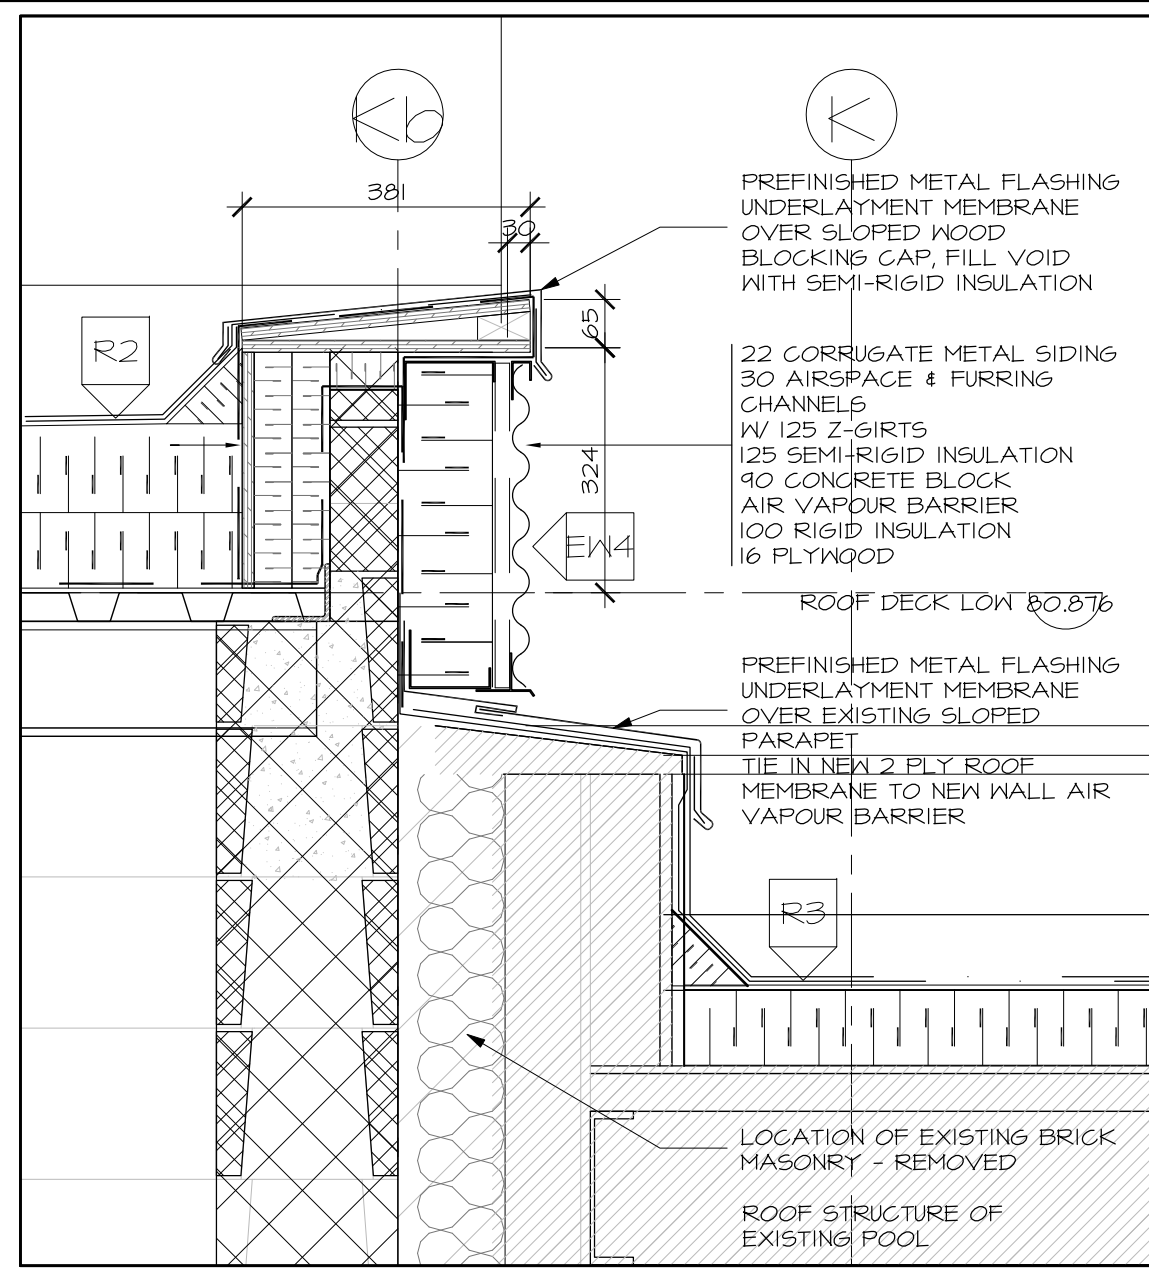 Kb
K
381
30
PREFINISHED METAL FLASHING
UNDERLAYMENT MEMBRANE
OVER SLOPED WOOD
BLOCKING CAP, FILL VOID
WITH SEMI-RIGID INSULATION
65
R2
22 CORRUGATE METAL SIDING
30 AIRSPACE & FURRING
CHANNELS
W/ 125 Z-GIRTS
125 SEMI-RIGID INSULATION
90 CONCRETE BLOCK
AIR VAPOUR BARRIER
100 RIGID INSULATION
16 PLYWOOD
324
EW4
ROOF DECK LOW 80.876
PREFINISHED METAL FLASHING
UNDERLAYMENT MEMBRANE
OVER EXISTING SLOPED
PARAPET
TIE IN NEW 2 PLY ROOF
MEMBRANE TO NEW WALL AIR
VAPOUR BARRIER
R3
LOCATION OF EXISTING BRICK
MASONRY - REMOVED
ROOF STRUCTURE OF
EXISTING POOL